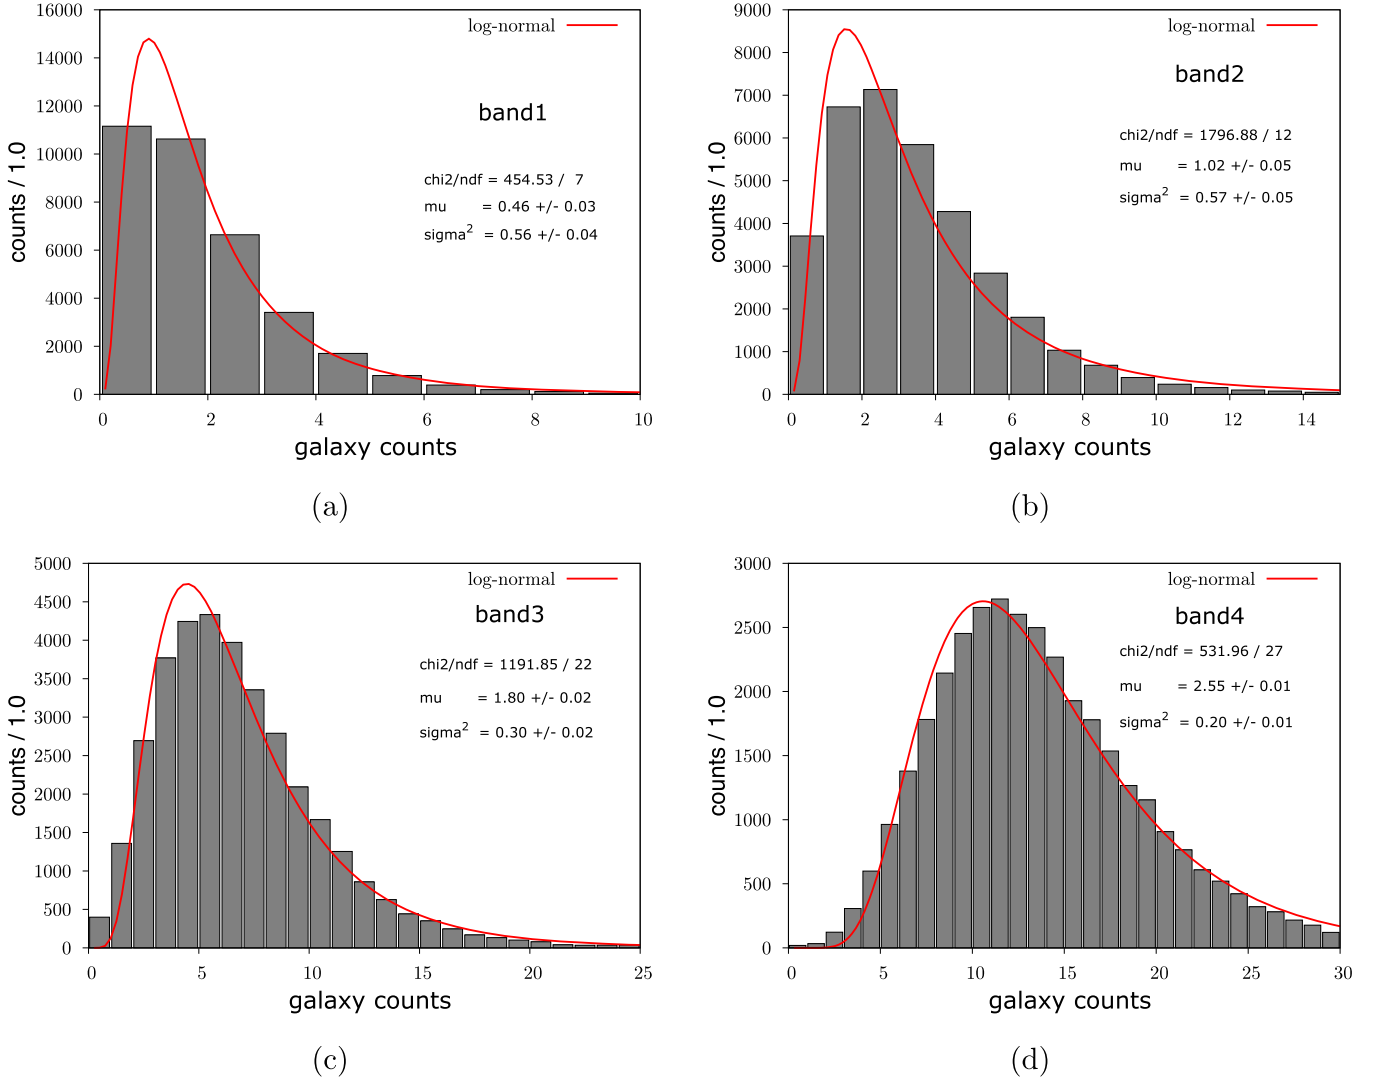 16000
14000
12000
10000
8000
6000
4000
2000
0
counts / 1.0
log-normal
band1
chi2/ndf = 454.53 / 7
mu = 0.46 +/- 0.03
sigma² = 0.56 +/- 0.04
0 2 4 6 8 10
galaxy counts
(a)
9000
8000
7000
6000
5000
4000
3000
2000
1000
0
counts / 1.0
log-normal
band2
chi2/ndf = 1796.88 / 12
mu = 1.02 +/- 0.05
sigma² = 0.57 +/- 0.05
0 2 4 6 8 10 12 14
galaxy counts
(b)
5000
4500
4000
3500
3000
2500
2000
1500
1000
500
0
counts / 1.0
log-normal
band3
chi2/ndf = 1191.85 / 22
mu = 1.80 +/- 0.02
sigma² = 0.30 +/- 0.02
0 5 10 15 20 25
galaxy counts
(c)
3000
2500
2000
1500
1000
500
0
counts / 1.0
log-normal
band4
chi2/ndf = 531.96 / 27
mu = 2.55 +/- 0.01
sigma² = 0.20 +/- 0.01
0 5 10 15 20 25 30
galaxy counts
(d)